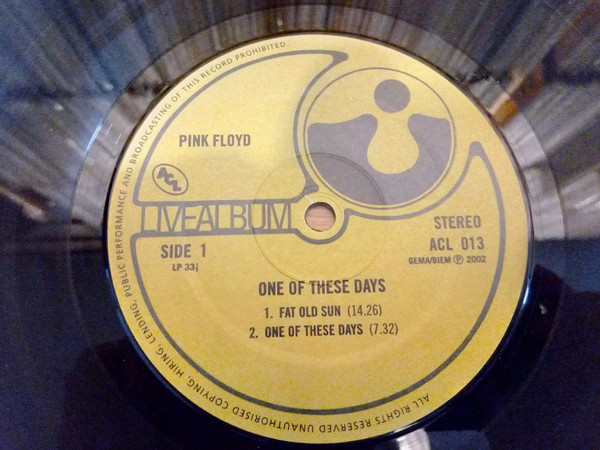 ALL RIGHTS RESERVED UNAUTHORISED COPYING, HIRING, LENDING, PUBLIC PERFORMANCE AND BROADCASTING OF THIS RECORD PROHIBITED.
PINK FLOYD
ACL
LIVEALBUM
SIDE 1
LP 33⅓
STEREO
ACL 013
GEMA/BIEM Ⓟ 2002
ONE OF THESE DAYS
1. FAT OLD SUN (14.26)
2. ONE OF THESE DAYS (7.32)